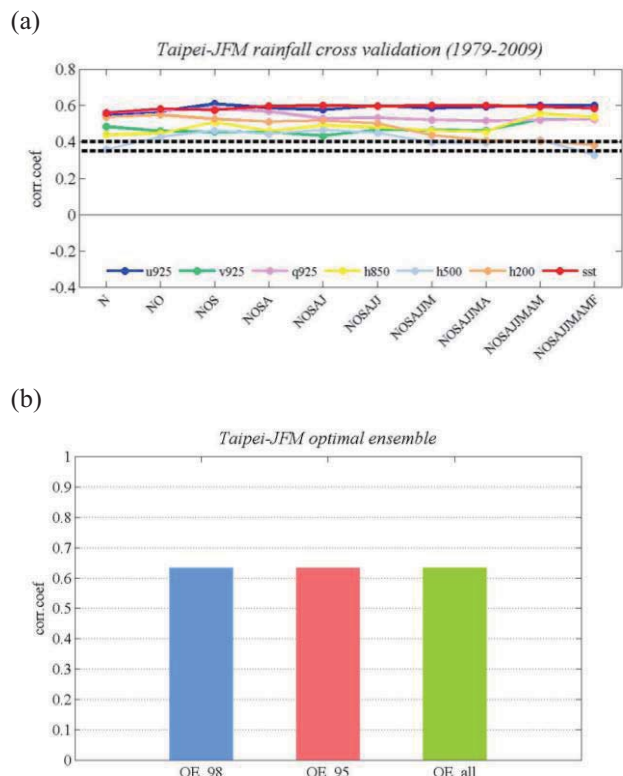 (a)
Taipei-JFM rainfall cross validation (1979-2009)
0.8
0.6
0.4
0.2
0
-0.2
-0.4
corr.coef
u925 v925 q925 h850 h500 h200 sst
N NO NOS NOSA NOSAJ NOSAJJ NOSAJJM NOSAJJMA NOSAJJMAM NOSAJJMAMF
(b)
Taipei-JFM optimal ensemble
1
0.9
0.8
0.7
0.6
0.5
0.4
0.3
0.2
0.1
0
corr.coef
OE_98 OE_95 OE_all